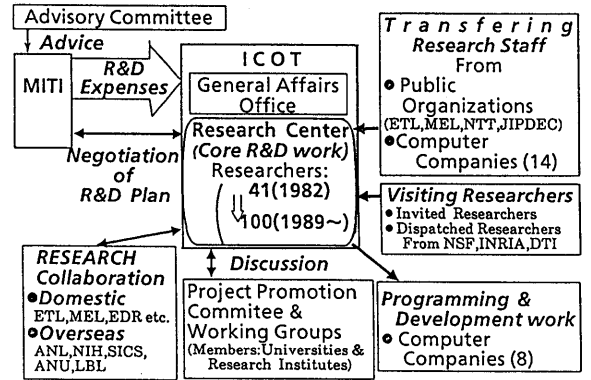 Advisory Committee
Advice
MITI
R&D
Expenses
ICOT
General Affairs
Office
Research Center
(Core R&D work)
Researchers:
41(1982)
100(1989~)
Negotiation
of
R&D Plan
Transfering
Research Staff
From
Public
Organizations
(ETL,MEL,NTT,JIPDEC)
Computer
Companies (14)
Visiting Researchers
Invited Researchers
Dispatched Researchers
From NSF,INRIA,DTI
RESEARCH
Collaboration
Domestic
ETL,MEL,EDR etc.
Overseas
ANL,NIH,SICS,
ANU,LBL
Discussion
Project Promotion
Commitee &
Working Groups
(Members:Universities &
Research Institutes)
Programming &
Development work
Computer
Companies (8)